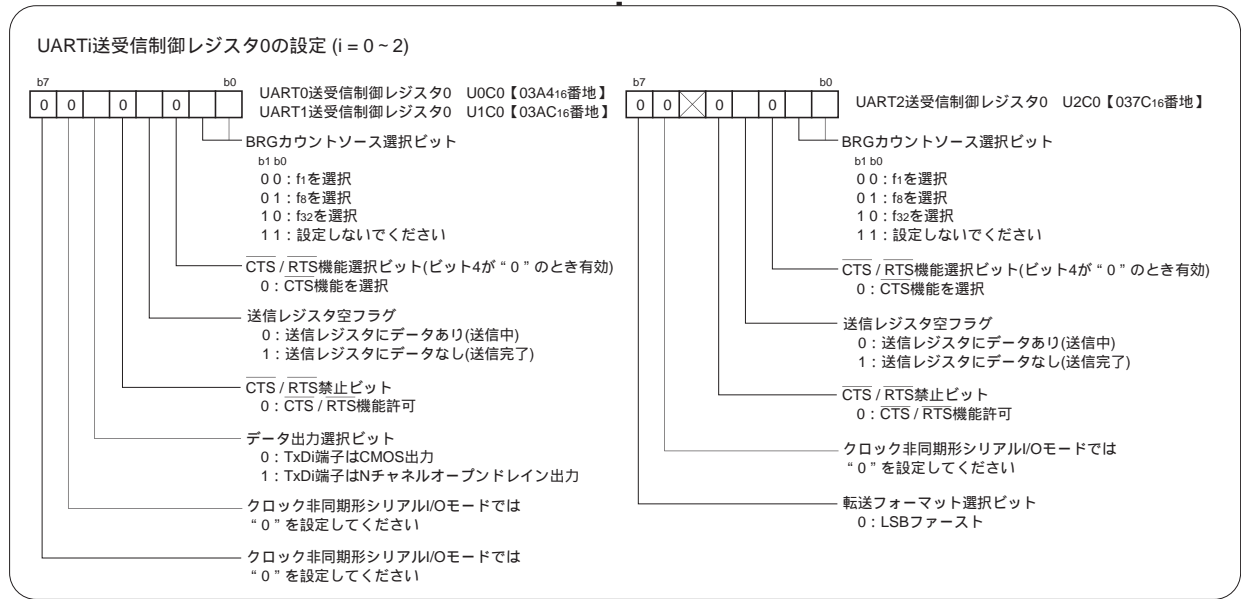 UARTi送受信制御レジスタ0の設定 (i = 0 ~ 2)
b7 b0
0 0 0 0
UART0送受信制御レジスタ0 U0C0【03A416番地】
UART1送受信制御レジスタ0 U1C0【03AC16番地】
BRGカウントソース選択ビット
b1 b0
0 0：f1を選択
0 1：f8を選択
1 0：f32を選択
1 1：設定しないでください
CTS / RTS機能選択ビット(ビット4が“0”のとき有効)
0：CTS機能を選択
送信レジスタ空フラグ
0：送信レジスタにデータあり(送信中)
1：送信レジスタにデータなし(送信完了)
CTS / RTS禁止ビット
0：CTS / RTS機能許可
データ出力選択ビット
0：TxDi端子はCMOS出力
1：TxDi端子はNチャネルオープンドレイン出力
クロック非同期形シリアルI/Oモードでは
“0”を設定してください
クロック非同期形シリアルI/Oモードでは
“0”を設定してください
b7 b0
0 0 0 0
UART2送受信制御レジスタ0 U2C0【037C16番地】
BRGカウントソース選択ビット
b1 b0
0 0：f1を選択
0 1：f8を選択
1 0：f32を選択
1 1：設定しないでください
CTS / RTS機能選択ビット(ビット4が“0”のとき有効)
0：CTS機能を選択
送信レジスタ空フラグ
0：送信レジスタにデータあり(送信中)
1：送信レジスタにデータなし(送信完了)
CTS / RTS禁止ビット
0：CTS / RTS機能許可
クロック非同期形シリアルI/Oモードでは
“0”を設定してください
転送フォーマット選択ビット
0：LSBファースト